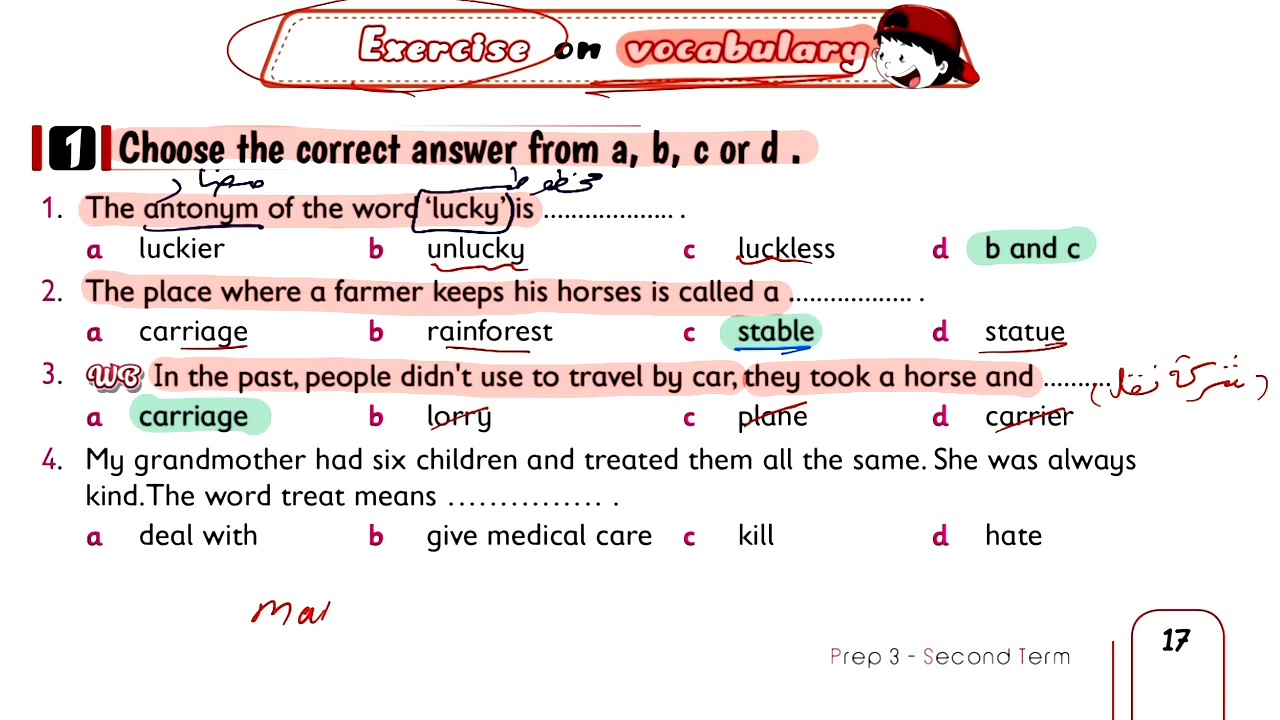 Exercise on vocabulary
1 Choose the correct answer from a, b, c or d .
1. The antonym of the word ‘lucky’ is ................... .
a luckier b unlucky c luckless d b and c
2. The place where a farmer keeps his horses is called a .................. .
a carriage b rainforest c stable d statue
3. WB In the past, people didn't use to travel by car, they took a horse and .......... (شركة نقل)
a carriage b lorry c plane d carrier
4. My grandmother had six children and treated them all the same. She was always
kind.The word treat means ............... .
a deal with b give medical care c kill d hate
Prep 3 - Second Term
17